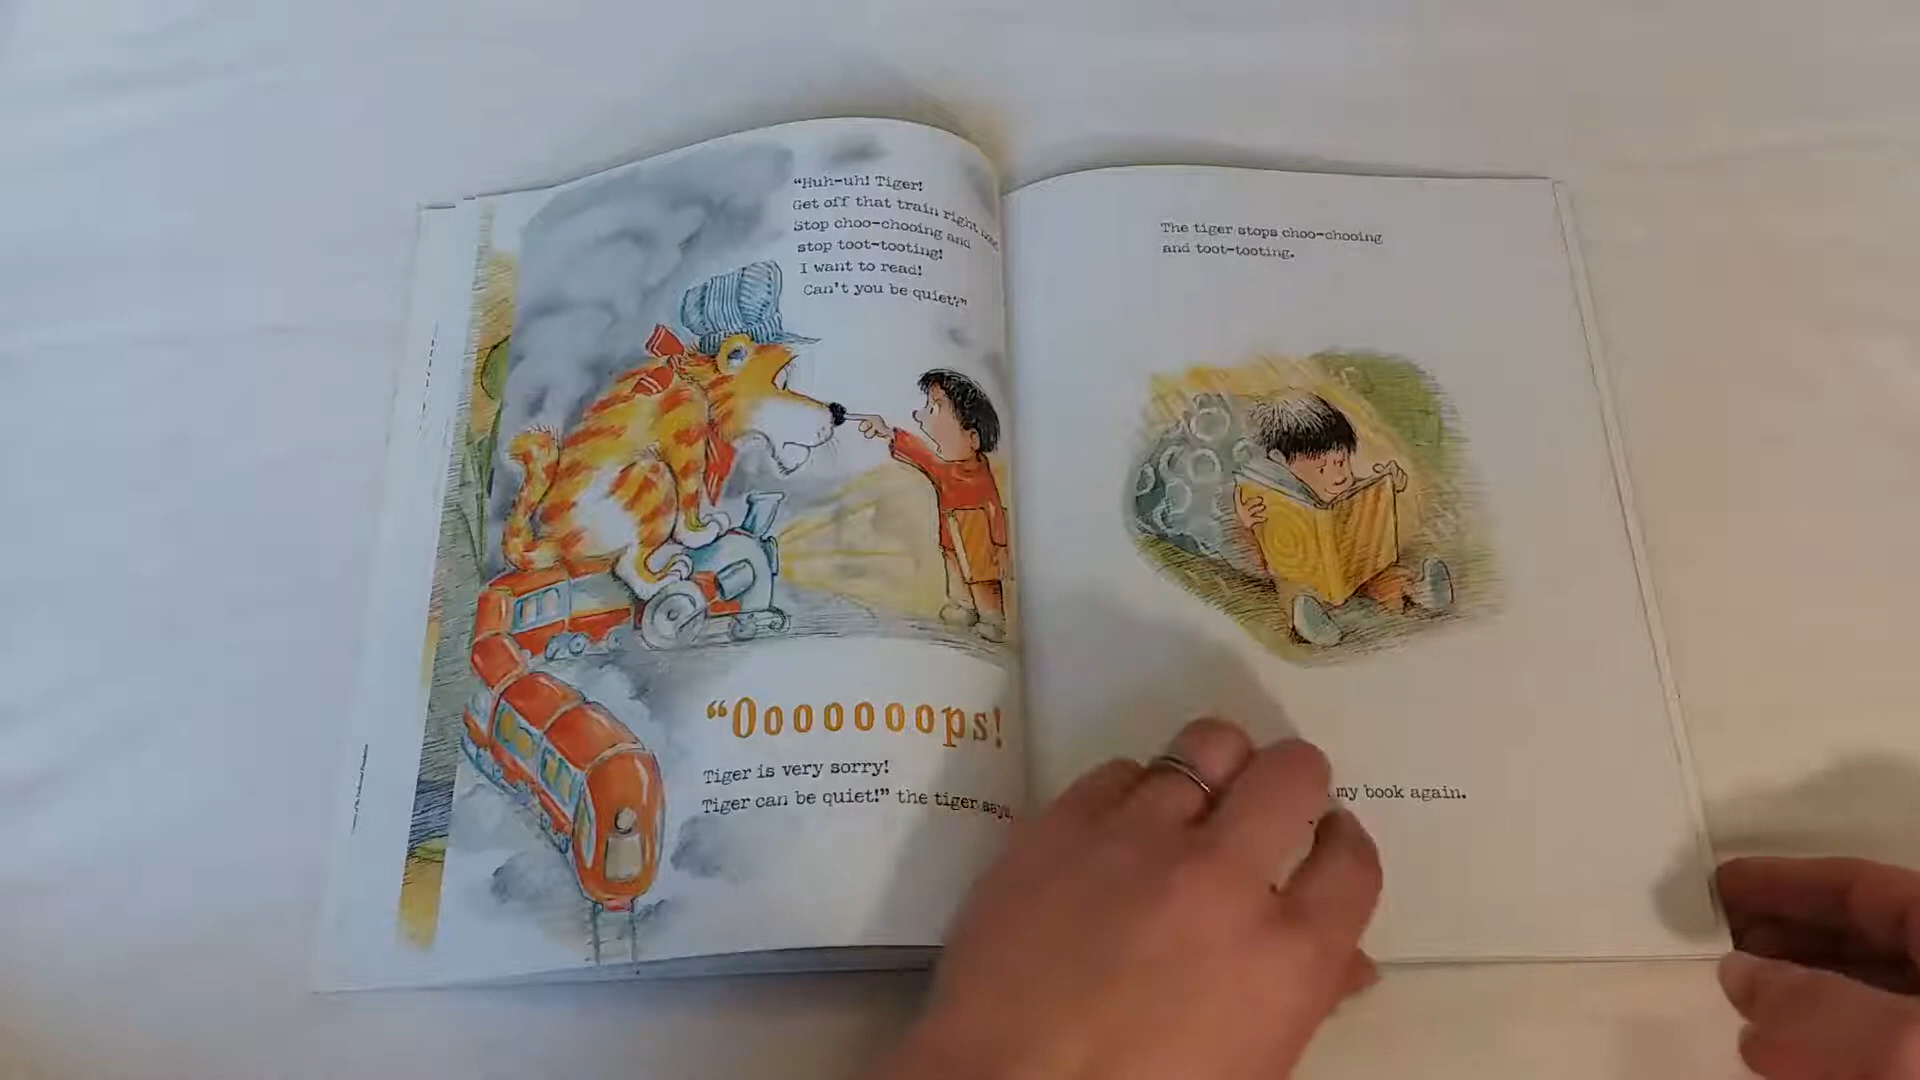 “Huh-uh! Tiger!
Get off that train right now!
Stop choo-chooing and
stop toot-tooting!
I want to read!
Can't you be quiet?”
“Ooooooops!
Tiger is very sorry!
Tiger can be quiet!” the tiger says.
The tiger stops choo-chooing
and toot-tooting.
my book again.